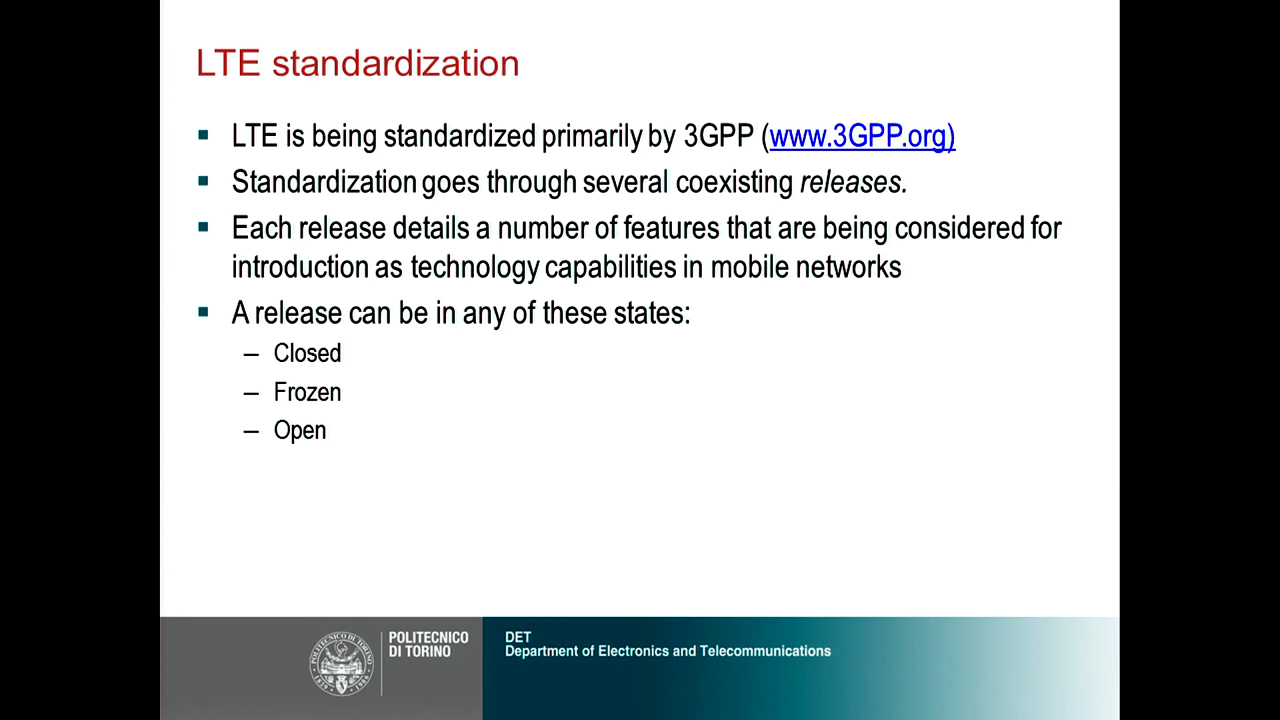 LTE standardization
▪ LTE is being standardized primarily by 3GPP (www.3GPP.org)
▪ Standardization goes through several coexisting releases.
▪ Each release details a number of features that are being considered for
introduction as technology capabilities in mobile networks
▪ A release can be in any of these states:
– Closed
– Frozen
– Open
POLITECNICO
DI TORINO
DET
Department of Electronics and Telecommunications